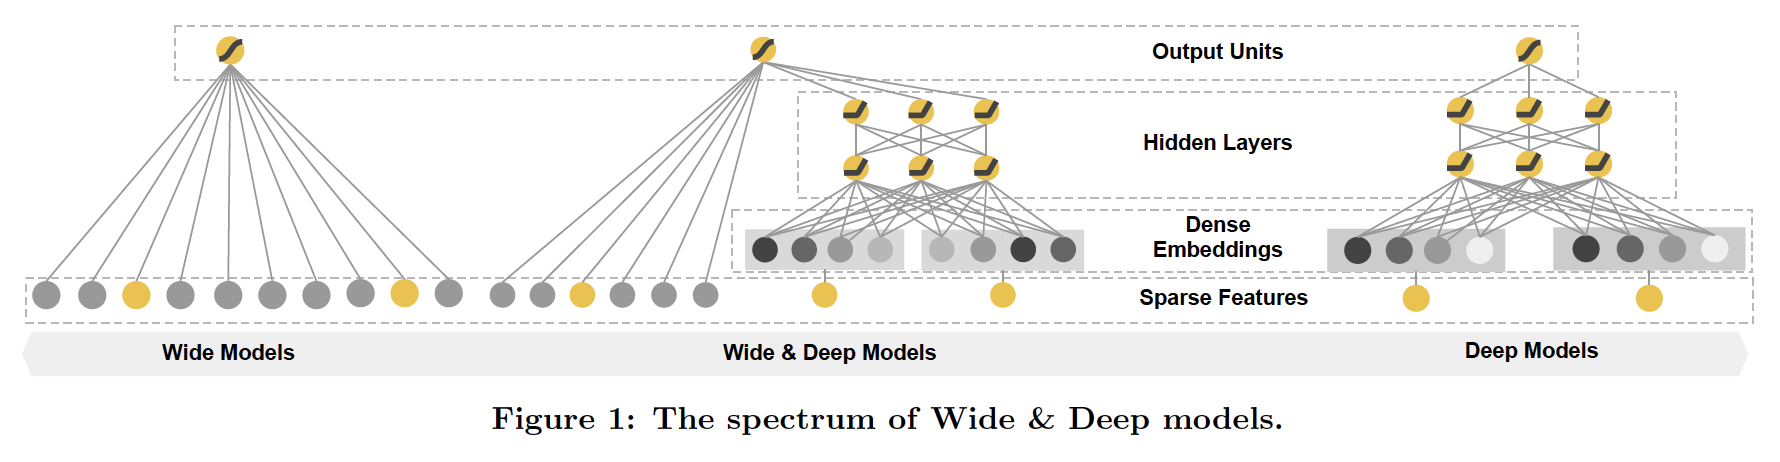 Output Units
Hidden Layers
Dense
Embeddings
Sparse Features
Wide Models
Wide & Deep Models
Deep Models
Figure 1: The spectrum of Wide & Deep models.